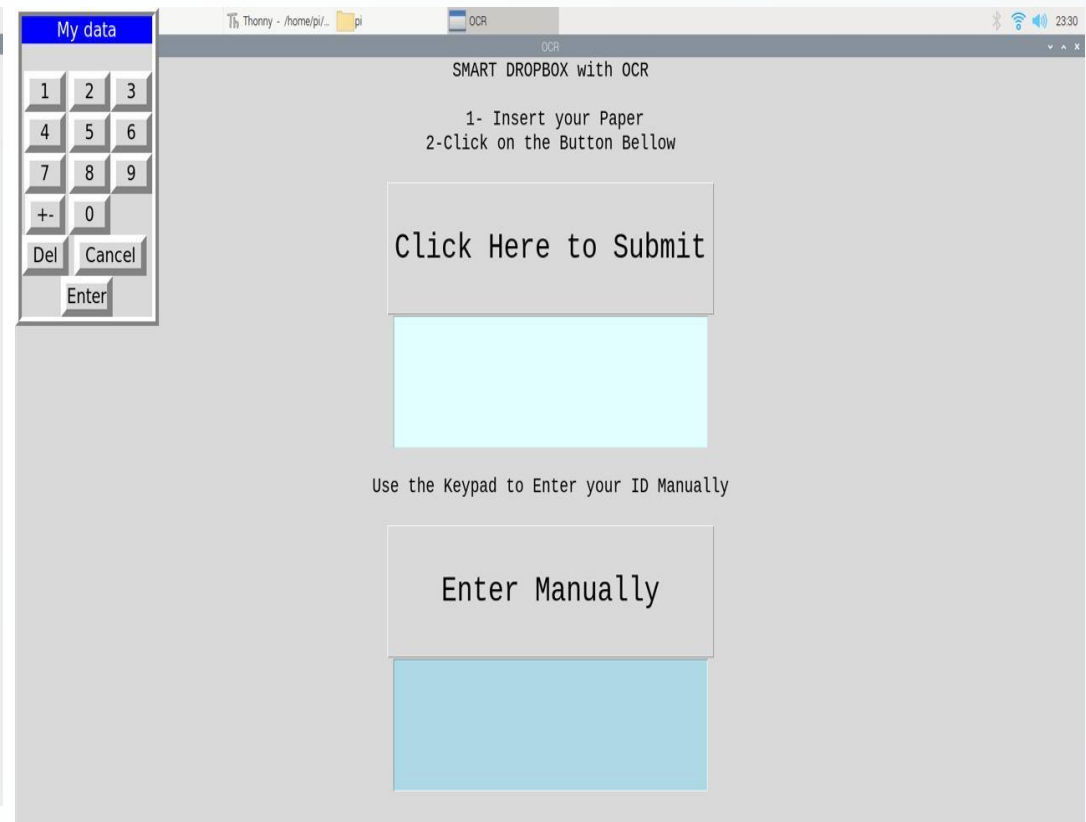 My data
1 2 3
4 5 6
7 8 9
+- 0
Del Cancel
Enter
Thonny - /home/pi/... pi OCR 23:30
OCR
SMART DROPBOX with OCR
1- Insert your Paper
2-Click on the Button Bellow
Click Here to Submit
Use the Keypad to Enter your ID Manually
Enter Manually